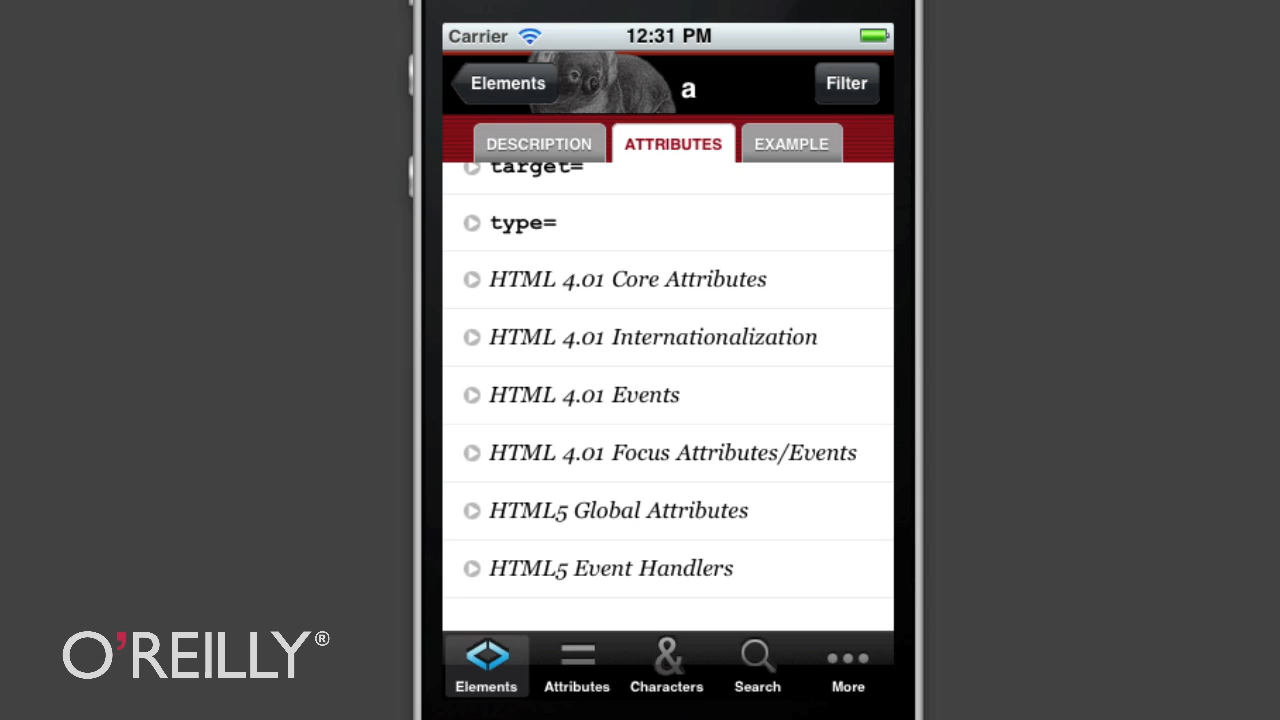 Carrier 12:31 PM
Elements a Filter
DESCRIPTION ATTRIBUTES EXAMPLE
target=
type=
HTML 4.01 Core Attributes
HTML 4.01 Internationalization
HTML 4.01 Events
HTML 4.01 Focus Attributes/Events
HTML5 Global Attributes
HTML5 Event Handlers
O'REILLY®
&
Elements Attributes Characters Search More